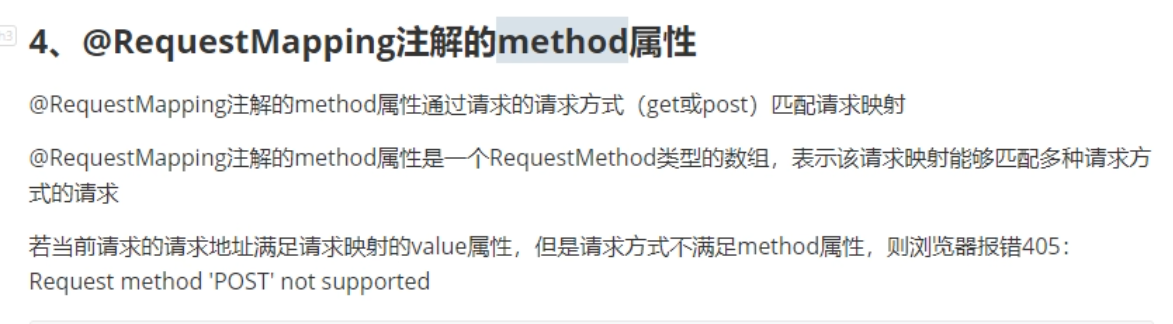 h3
4、@RequestMapping注解的method属性
@RequestMapping注解的method属性通过请求的请求方式（get或post）匹配请求映射
@RequestMapping注解的method属性是一个RequestMethod类型的数组，表示该请求映射能够匹配多种请求方
式的请求
若当前请求的请求地址满足请求映射的value属性，但是请求方式不满足method属性，则浏览器报错405：
Request method 'POST' not supported